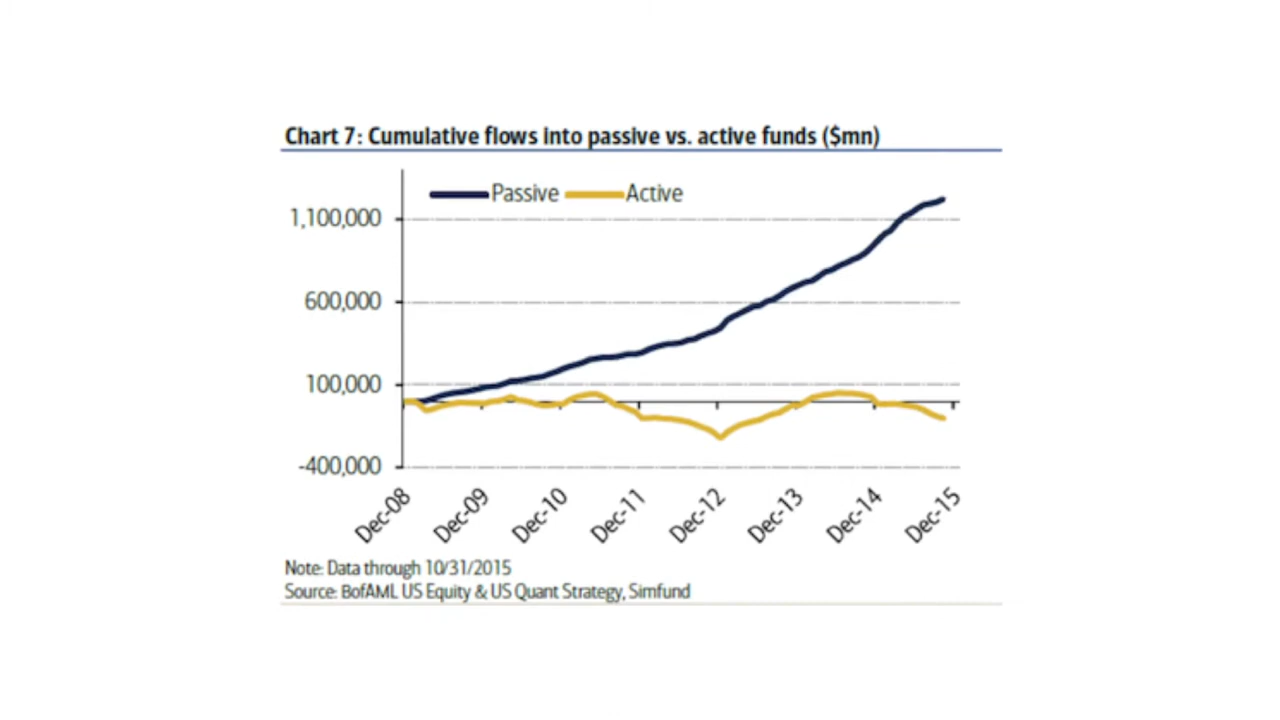 Chart 7: Cumulative flows into passive vs. active funds ($mn)
Passive Active
1,100,000
600,000
100,000
-400,000
Dec-08 Dec-09 Dec-10 Dec-11 Dec-12 Dec-13 Dec-14 Dec-15
Note: Data through 10/31/2015
Source: BofAML US Equity & US Quant Strategy, Simfund